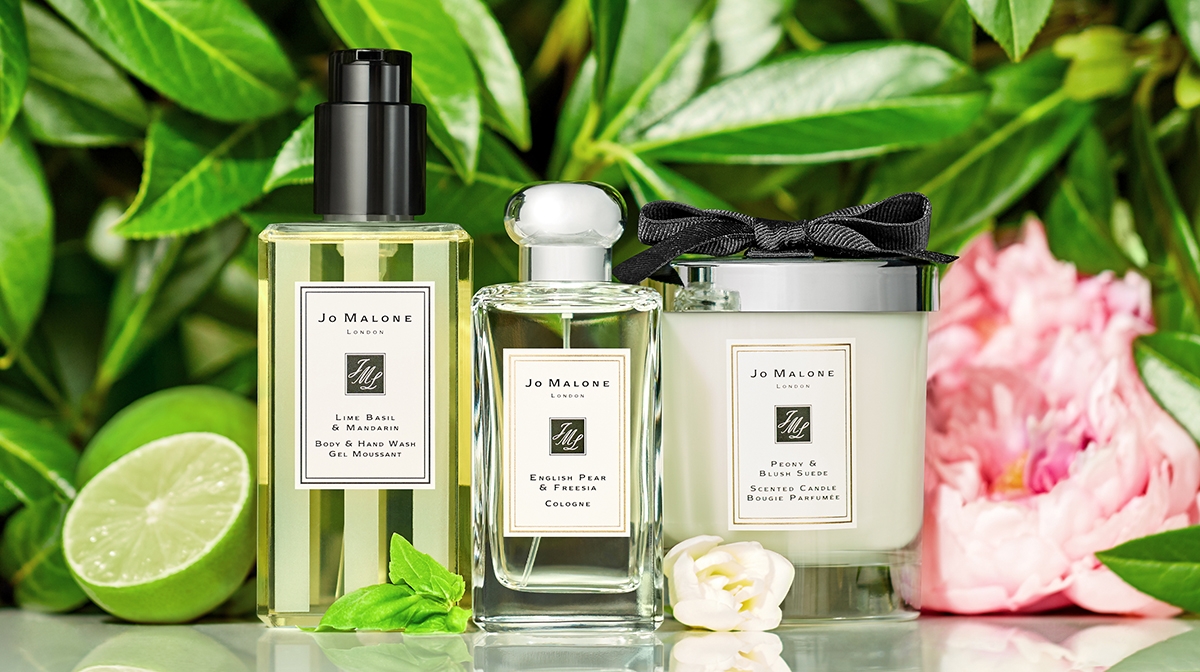 Jo Malone
London
JML
Lime Basil
& Mandarin
Body & Hand Wash
Gel Moussant
Jo Malone
London
JML
English Pear
& Freesia
Cologne
Jo Malone
London
JML
Peony &
Blush Suede
Scented Candle
Bougie Parfumée